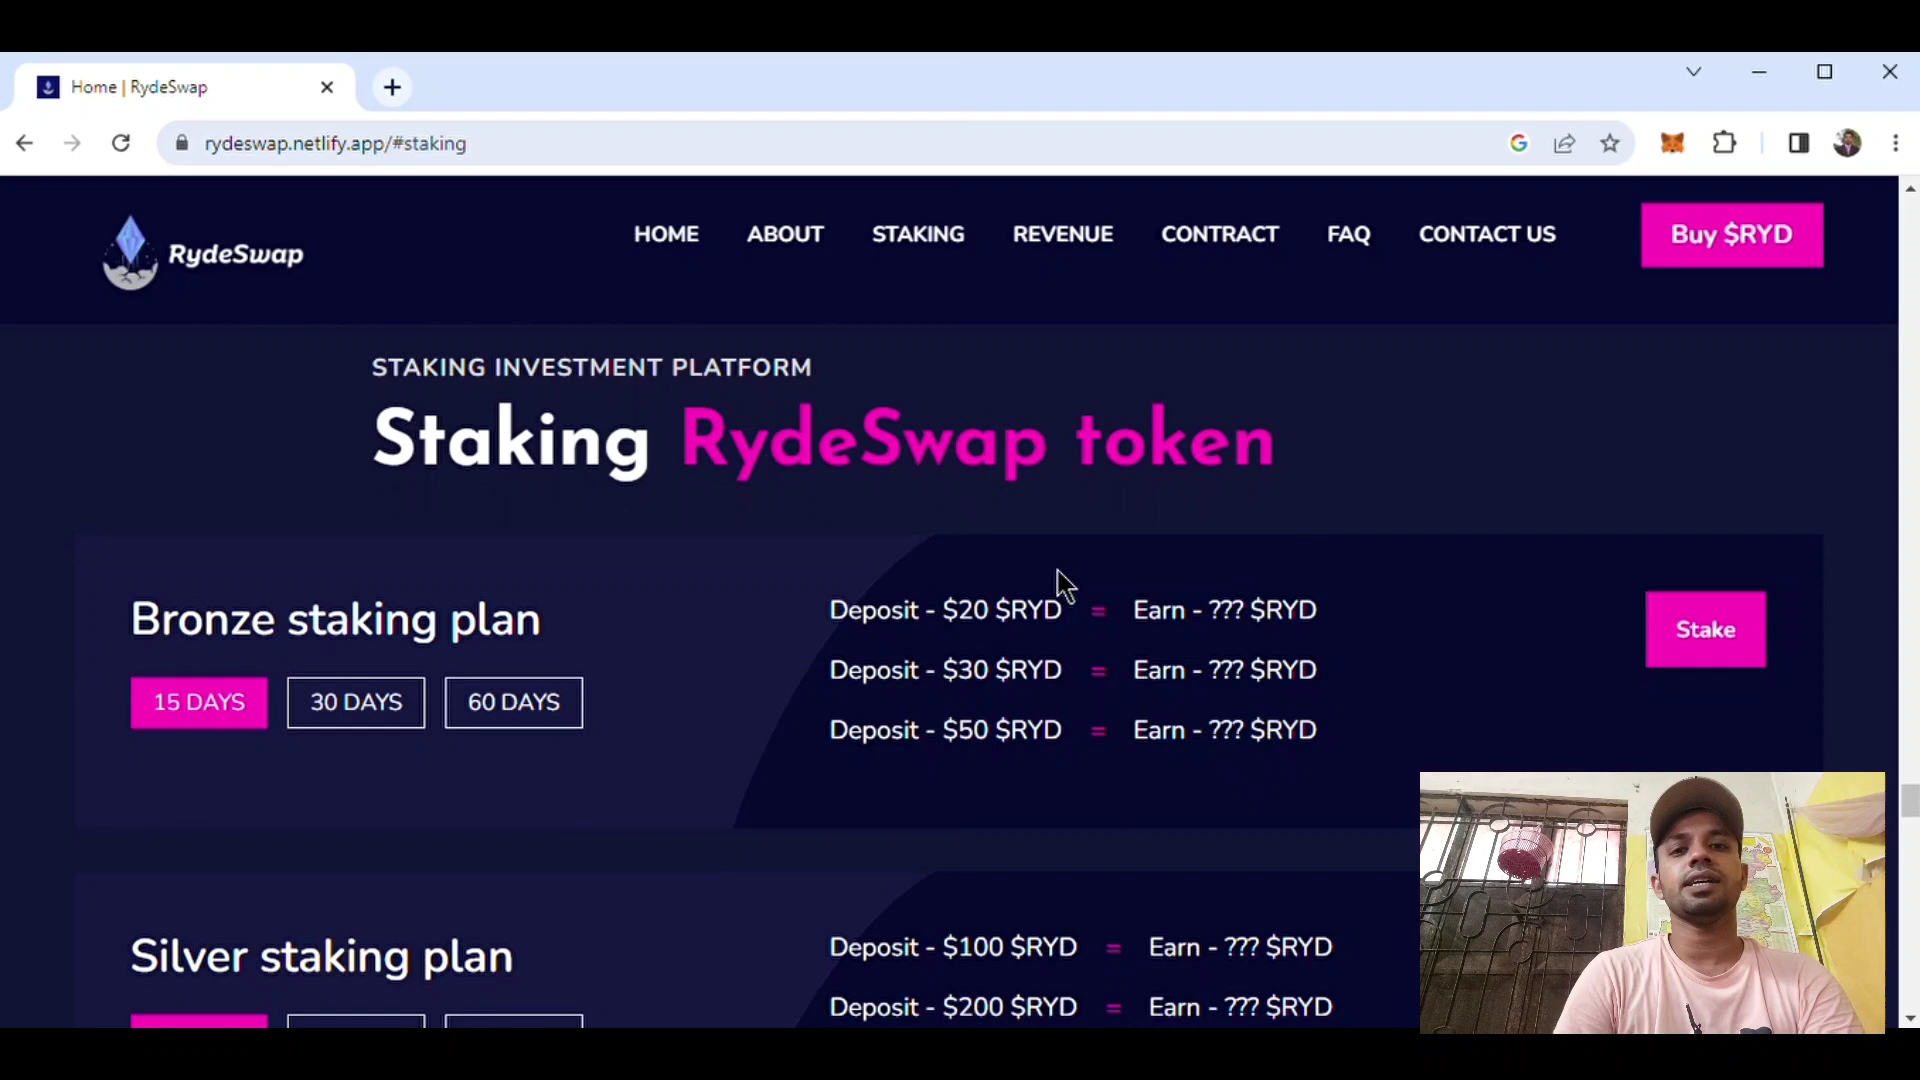 Home | RydeSwap
rydeswap.netlify.app/#staking
RydeSwap
HOME ABOUT STAKING REVENUE CONTRACT FAQ CONTACT US
Buy $RYD
STAKING INVESTMENT PLATFORM
Staking RydeSwap token
Bronze staking plan
15 DAYS 30 DAYS 60 DAYS
Deposit - $20 $RYD = Earn - ??? $RYD
Deposit - $30 $RYD = Earn - ??? $RYD
Deposit - $50 $RYD = Earn - ??? $RYD
Stake
Silver staking plan
Deposit - $100 $RYD = Earn - ??? $RYD
Deposit - $200 $RYD = Earn - ??? $RYD